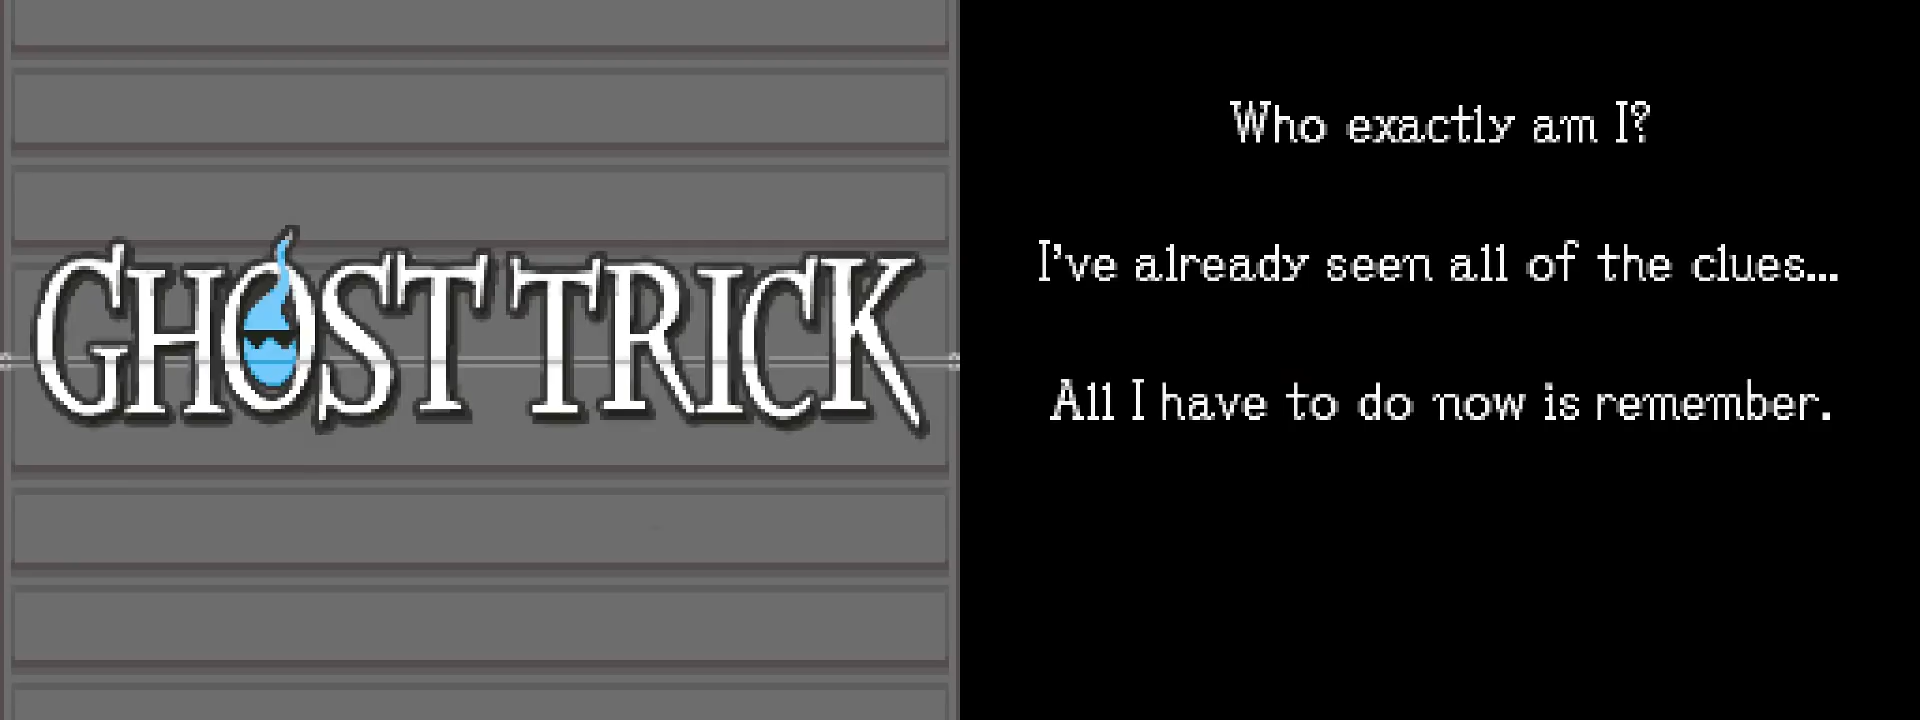 GHOST TRICK
Who exactly am I?
I've already seen all of the clues...
All I have to do now is remember.